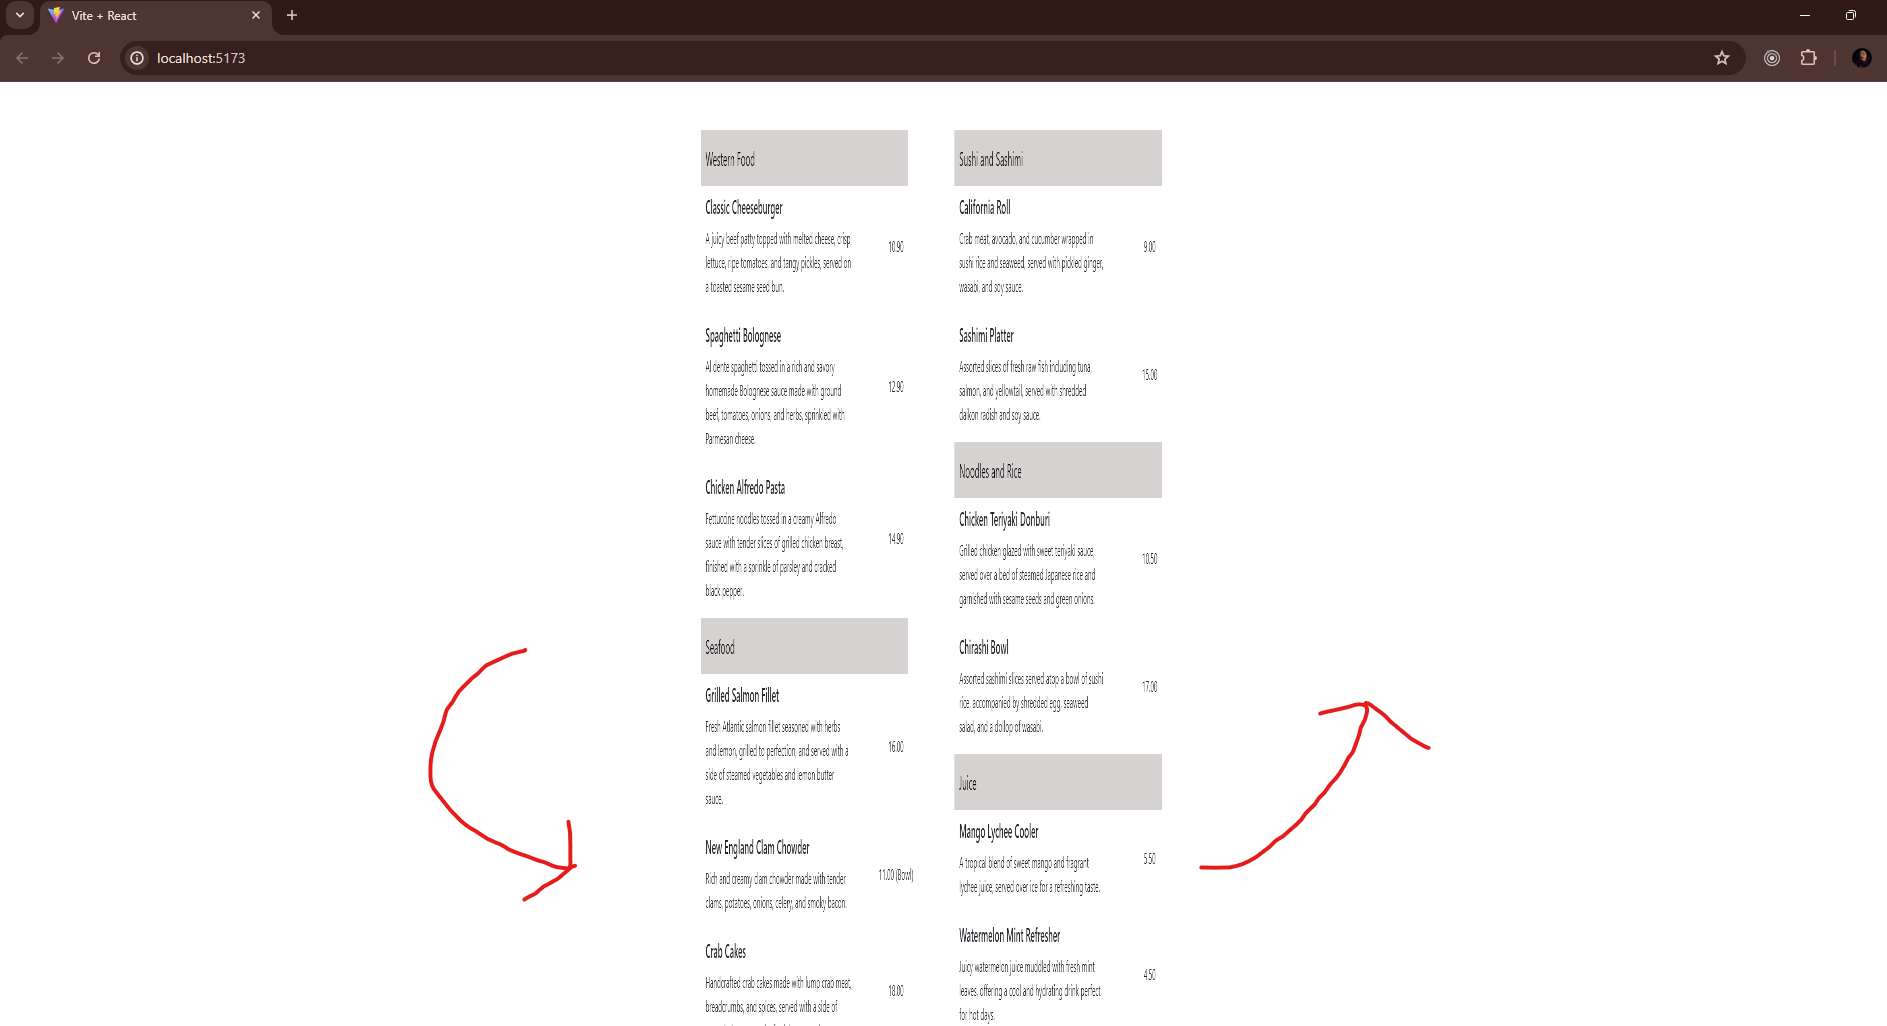 Vite + React
localhost:5173
Western Food
Classic Cheeseburger
A juicy beef patty topped with melted cheese, crisp
lettuce, ripe tomatoes, and tangy pickles, served on
a toasted sesame seed bun.
10.90
Spaghetti Bolognese
Al dente spaghetti tossed in a rich and savory
homemade Bolognese sauce made with ground
beef, tomatoes, onions, and herbs, sprinkled with
Parmesan cheese.
12.90
Chicken Alfredo Pasta
Fettuccine noodles tossed in a creamy Alfredo
sauce with tender slices of grilled chicken breast,
finished with a sprinkle of parsley and cracked
black pepper.
14.90
Seafood
Grilled Salmon Fillet
Fresh Atlantic salmon fillet seasoned with herbs
and lemon, grilled to perfection, and served with a
side of steamed vegetables and lemon butter
sauce.
16.00
New England Clam Chowder
Rich and creamy clam chowder made with tender
clams, potatoes, onions, celery, and smoky bacon.
11.00 (Bowl)
Crab Cakes
Handcrafted crab cakes made with lump crab meat,
breadcrumbs, and spices, served with a side of
18.00
Sushi and Sashimi
California Roll
Crab meat, avocado, and cucumber wrapped in
sushi rice and seaweed, served with pickled ginger,
wasabi, and soy sauce.
9.00
Sashimi Platter
Assorted slices of fresh raw fish including tuna,
salmon, and yellowtail, served with shredded
daikon radish and soy sauce.
15.00
Noodles and Rice
Chicken Teriyaki Donburi
Grilled chicken glazed with sweet teriyaki sauce,
served over a bed of steamed Japanese rice and
garnished with sesame seeds and green onions.
10.50
Chirashi Bowl
Assorted sashimi slices served atop a bowl of sushi
rice, accompanied by shredded egg, seaweed
salad, and a dollop of wasabi.
17.00
Juice
Mango Lychee Cooler
A tropical blend of sweet mango and fragrant
lychee juice, served over ice for a refreshing taste.
5.50
Watermelon Mint Refresher
Juicy watermelon juice muddled with fresh mint
leaves, offering a cool and hydrating drink perfect
for hot days.
4.50